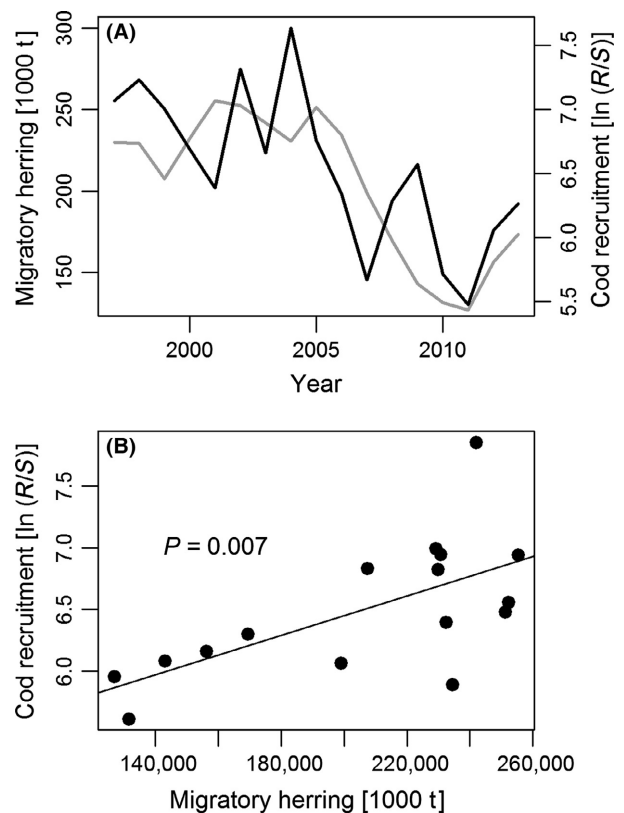 (A)
Migratory herring [1000 t]
300
250
200
150
Cod recruitment [ln (R/S)]
7.5
7.0
6.5
6.0
5.5
2000 2005 2010
Year
(B)
Cod recruitment [ln (R/S)]
7.5
7.0
6.5
6.0
P = 0.007
140,000 180,000 220,000 260,000
Migratory herring [1000 t]